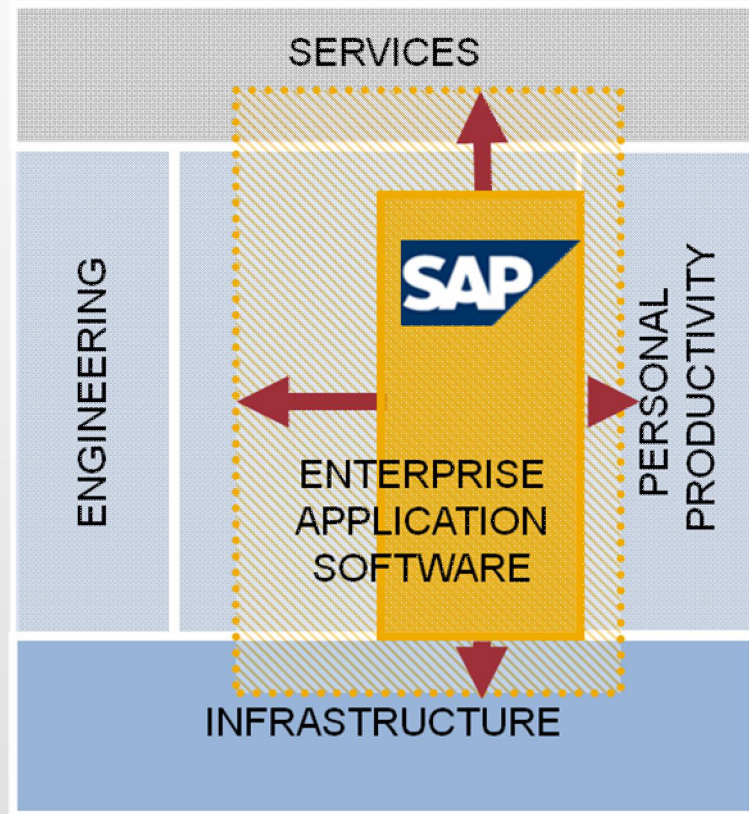 SERVICES
SAP
ENGINEERING
PERSONAL
PRODUCTIVITY
ENTERPRISE
APPLICATION
SOFTWARE
INFRASTRUCTURE